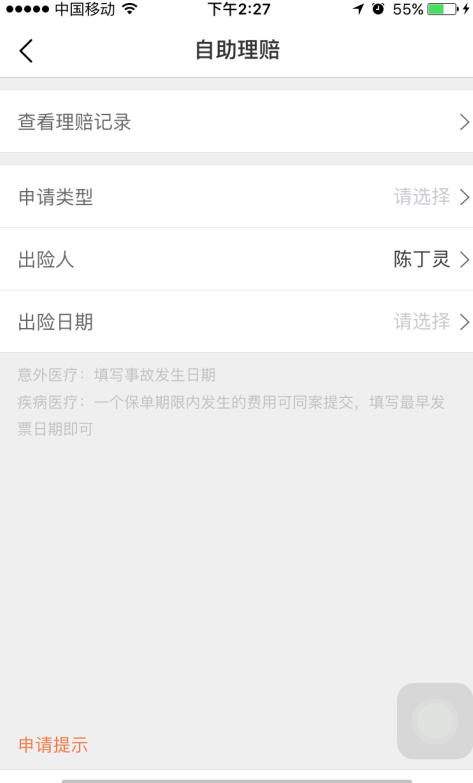 中国移动 下午2:27 55%
自助理赔
查看理赔记录
申请类型 请选择
出险人 陈丁灵
出险日期 请选择
意外医疗：填写事故发生日期
疾病医疗：一个保单期限内发生的费用可同案提交，填写最早发
票日期即可
申请提示